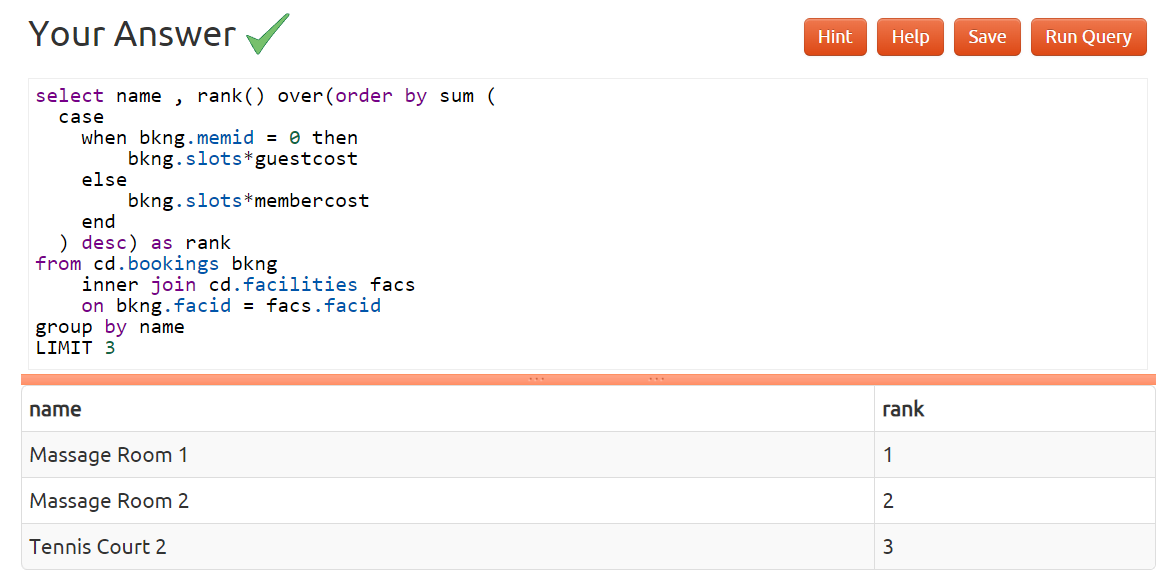 Your Answer
Hint Help Save Run Query
select name , rank() over(order by sum (
  case
    when bkng.memid = 0 then
        bkng.slots*guestcost
    else
        bkng.slots*membercost
    end
  ) desc) as rank
from cd.bookings bkng
    inner join cd.facilities facs
    on bkng.facid = facs.facid
group by name
LIMIT 3
name rank
Massage Room 1 1
Massage Room 2 2
Tennis Court 2 3